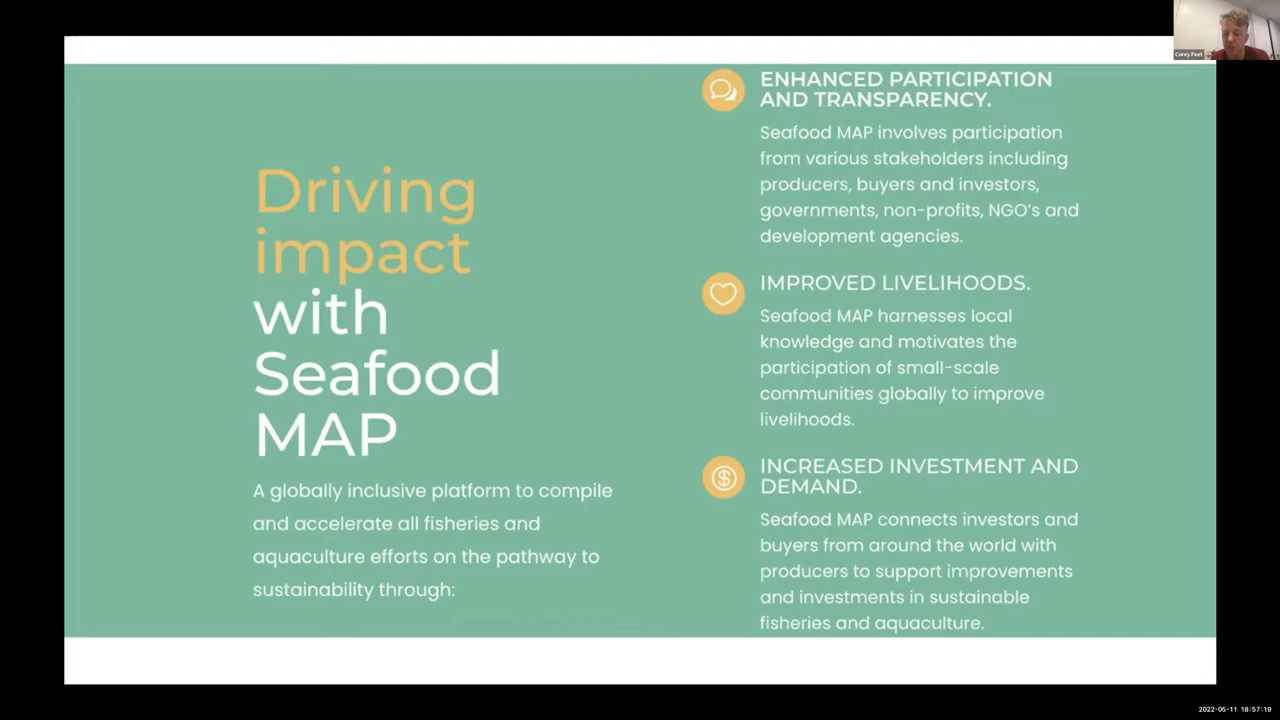 Corey Peet
Driving
impact
with
Seafood
MAP
A globally inclusive platform to compile
and accelerate all fisheries and
aquaculture efforts on the pathway to
sustainability through:
ENHANCED PARTICIPATION
AND TRANSPARENCY.
Seafood MAP involves participation
from various stakeholders including
producers, buyers and investors,
governments, non-profits, NGO's and
development agencies.
IMPROVED LIVELIHOODS.
Seafood MAP harnesses local
knowledge and motivates the
participation of small-scale
communities globally to improve
livelihoods.
INCREASED INVESTMENT AND
DEMAND.
Seafood MAP connects investors and
buyers from around the world with
producers to support improvements
and investments in sustainable
fisheries and aquaculture.
2022-05-11 18:57:19